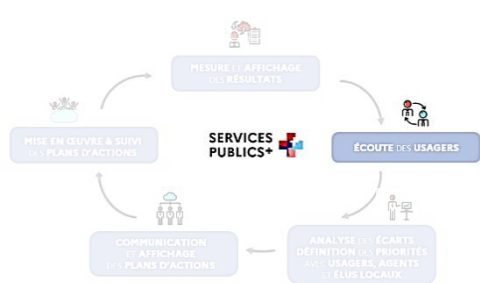 MESURE ET AFFICHAGE
DES RÉSULTATS
MISE EN ŒUVRE & SUIVI
DES PLANS D'ACTIONS
SERVICES
PUBLICS+
ÉCOUTE DES USAGERS
COMMUNICATION
ET AFFICHAGE
DES PLANS D'ACTIONS
ANALYSE DES ÉCARTS
DÉFINITION DES PRIORITÉS
AVEC USAGERS, AGENTS
ET ÉLUS LOCAUX